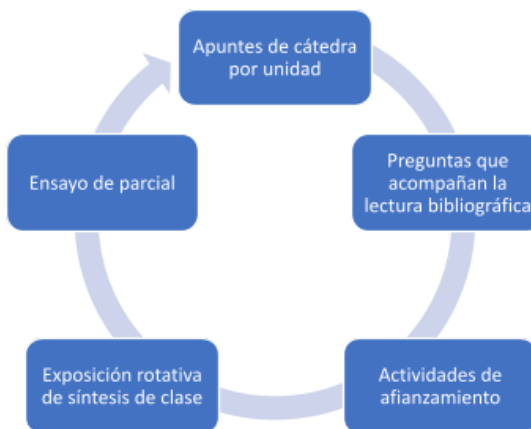 Apuntes de cátedra
por unidad
Preguntas que
acompañan la
lectura bibliográfica
Actividades de
afianzamiento
Exposición rotativa
de síntesis de clase
Ensayo de parcial